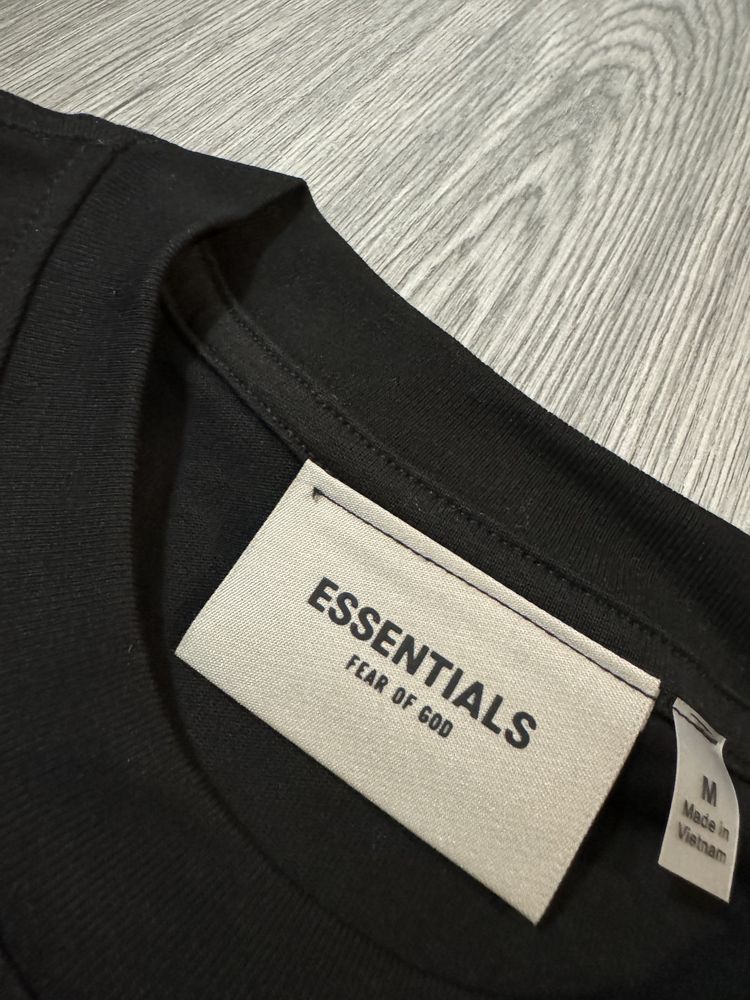 ESSENTIALS
FEAR OF GOD
M
Made in
Vietnam